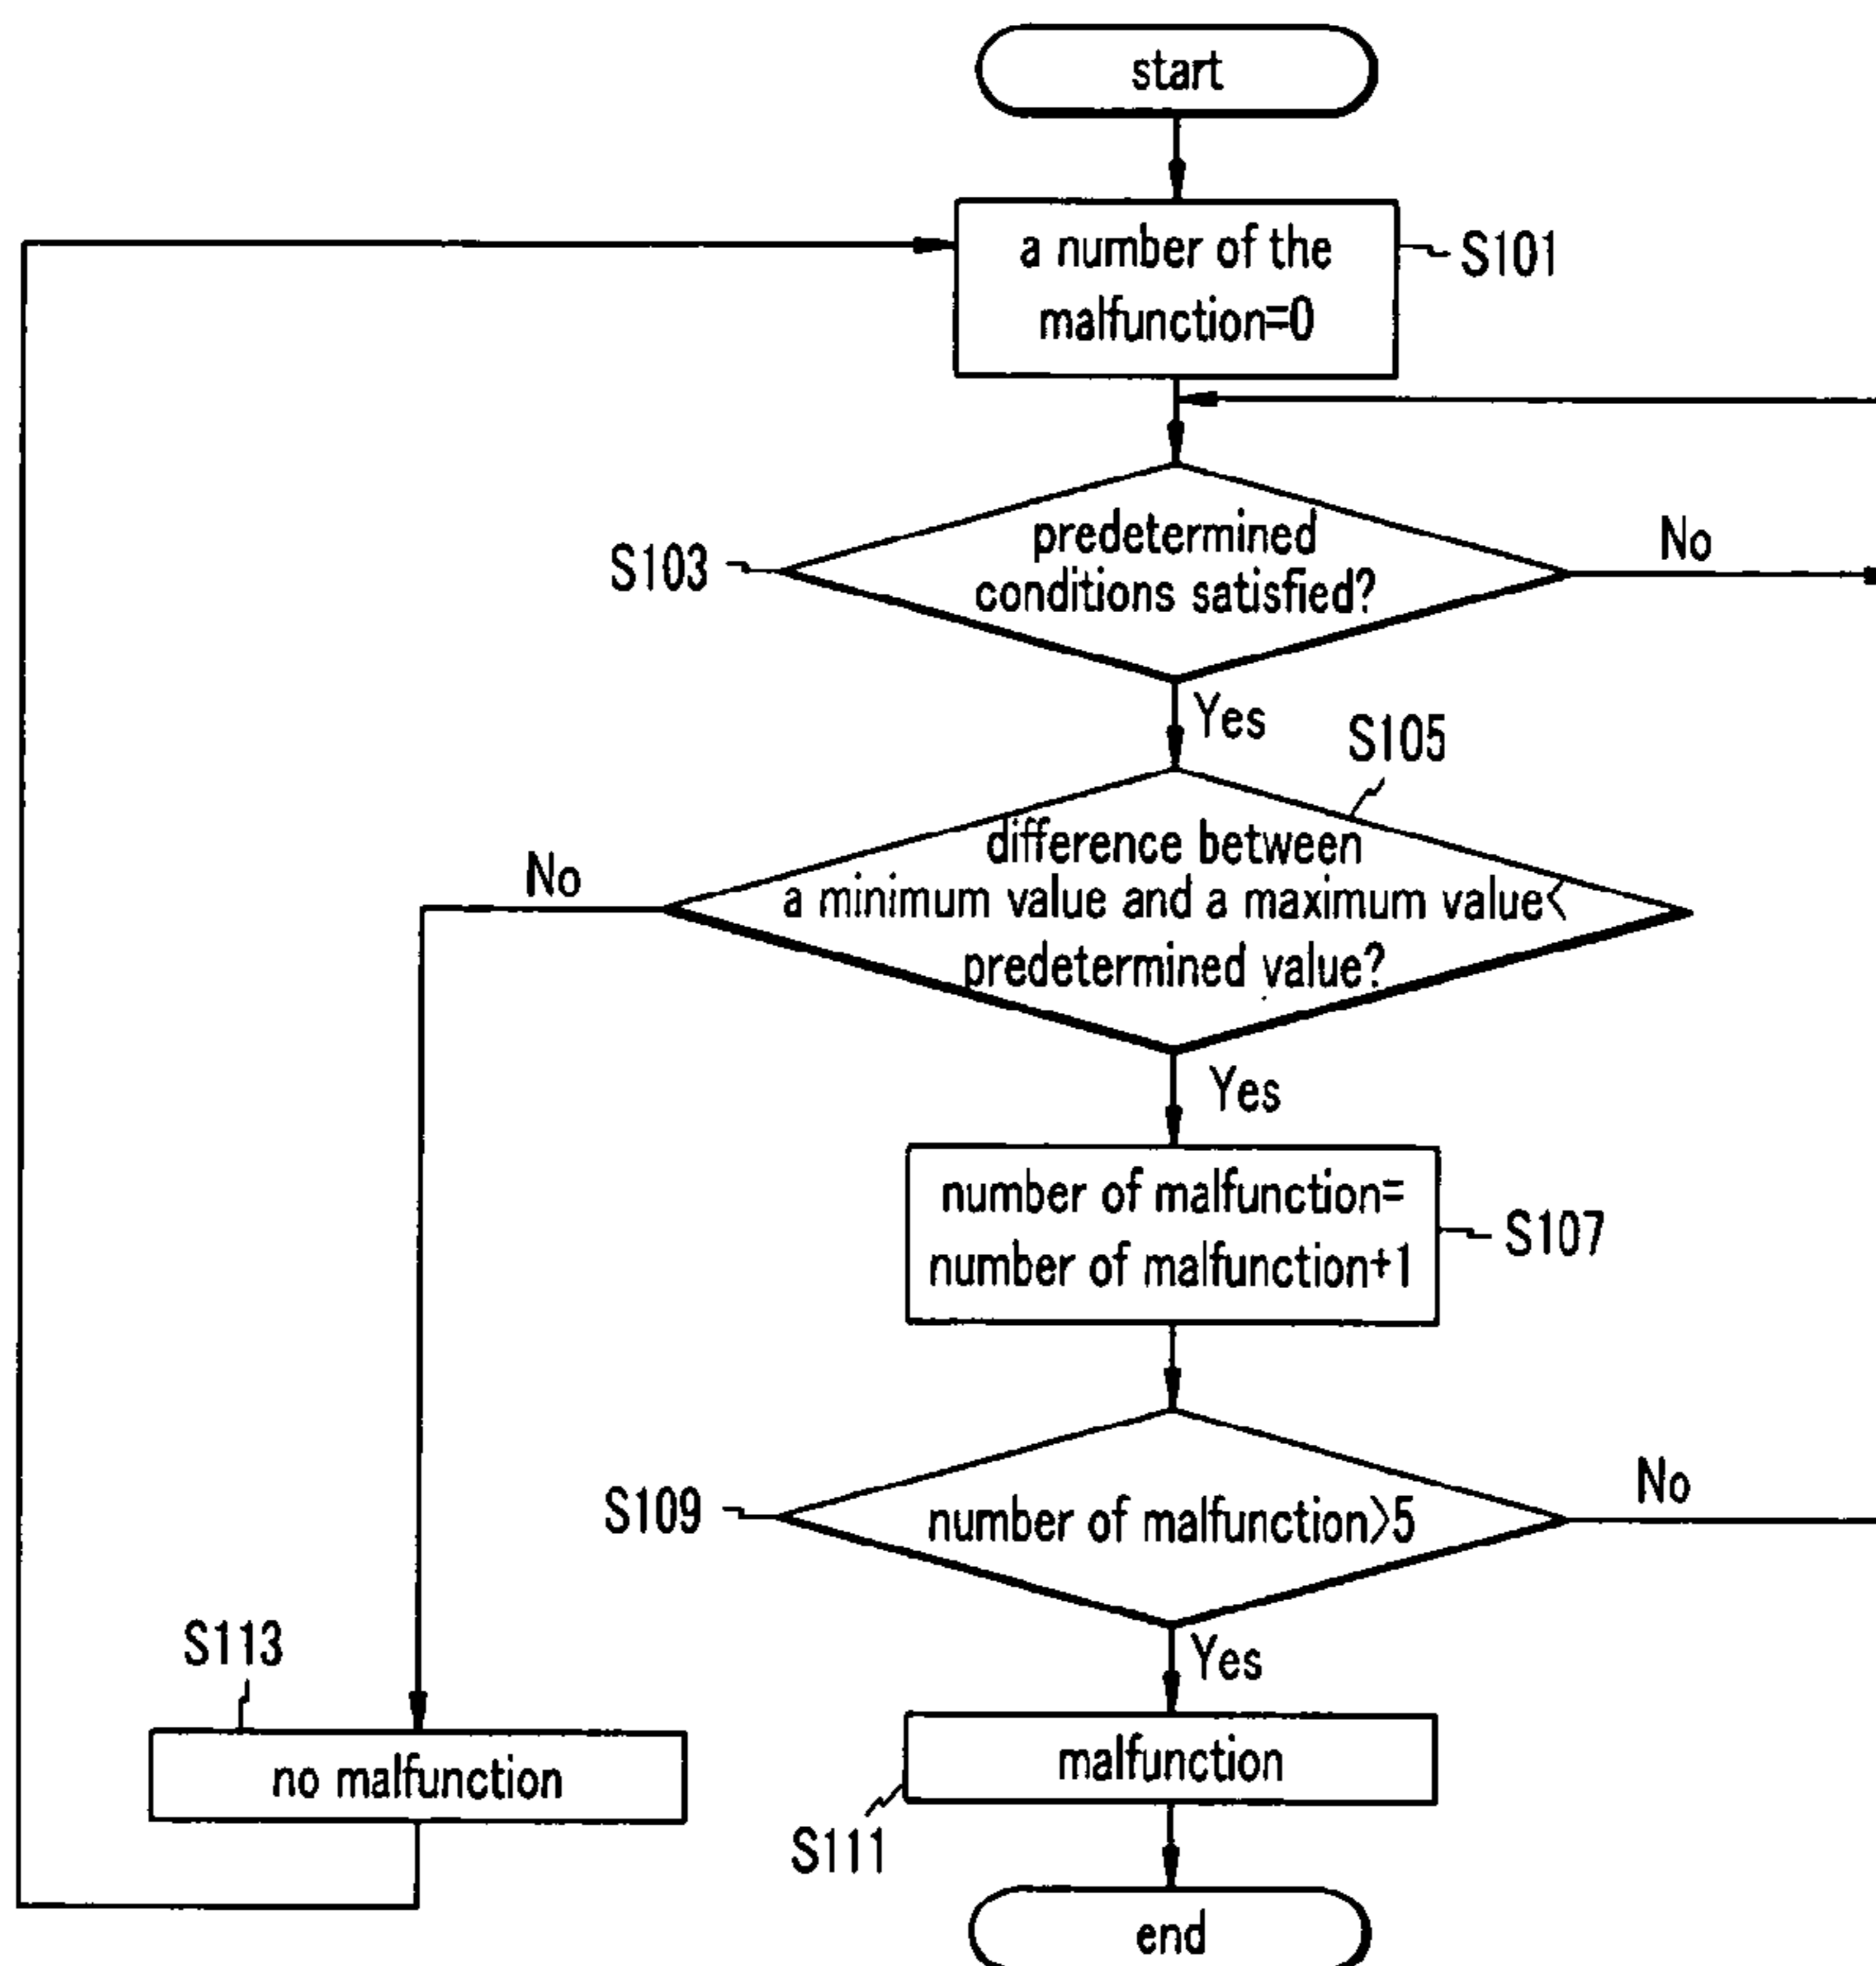 start
a number of the
malfunction=0
S101
predetermined
conditions satisfied?
S103
No
Yes
S105
difference between
a minimum value and a maximum value<
predetermined value?
No
Yes
number of malfunction=
number of malfunction+1
S107
S109
number of malfunction>5
No
Yes
S113
no malfunction
malfunction
S111
end